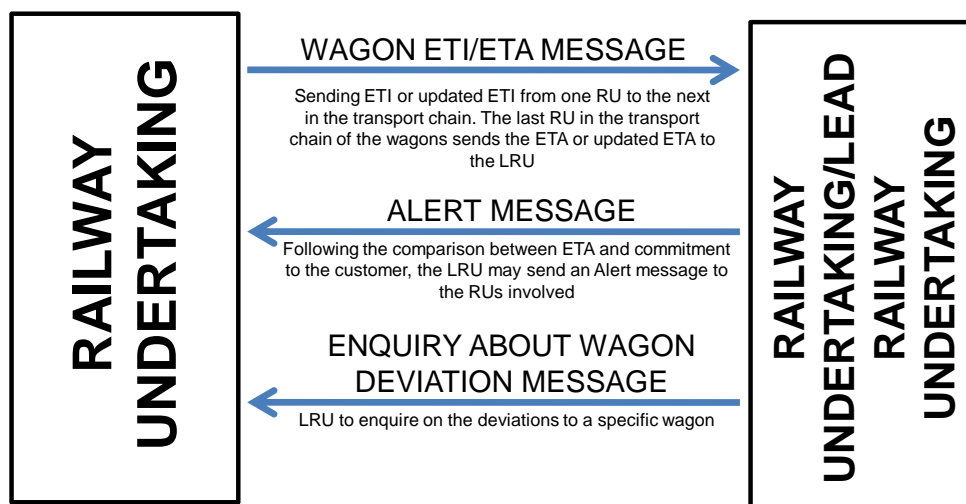 RAILWAY
UNDERTAKING
WAGON ETI/ETA MESSAGE
Sending ETI or updated ETI from one RU to the next
in the transport chain. The last RU in the transport
chain of the wagons sends the ETA or updated ETA to
the LRU
ALERT MESSAGE
Following the comparison between ETA and commitment
to the customer, the LRU may send an Alert message to
the RUs involved
ENQUIRY ABOUT WAGON
DEVIATION MESSAGE
LRU to enquire on the deviations to a specific wagon
RAILWAY
UNDERTAKING/LEAD
RAILWAY
UNDERTAKING